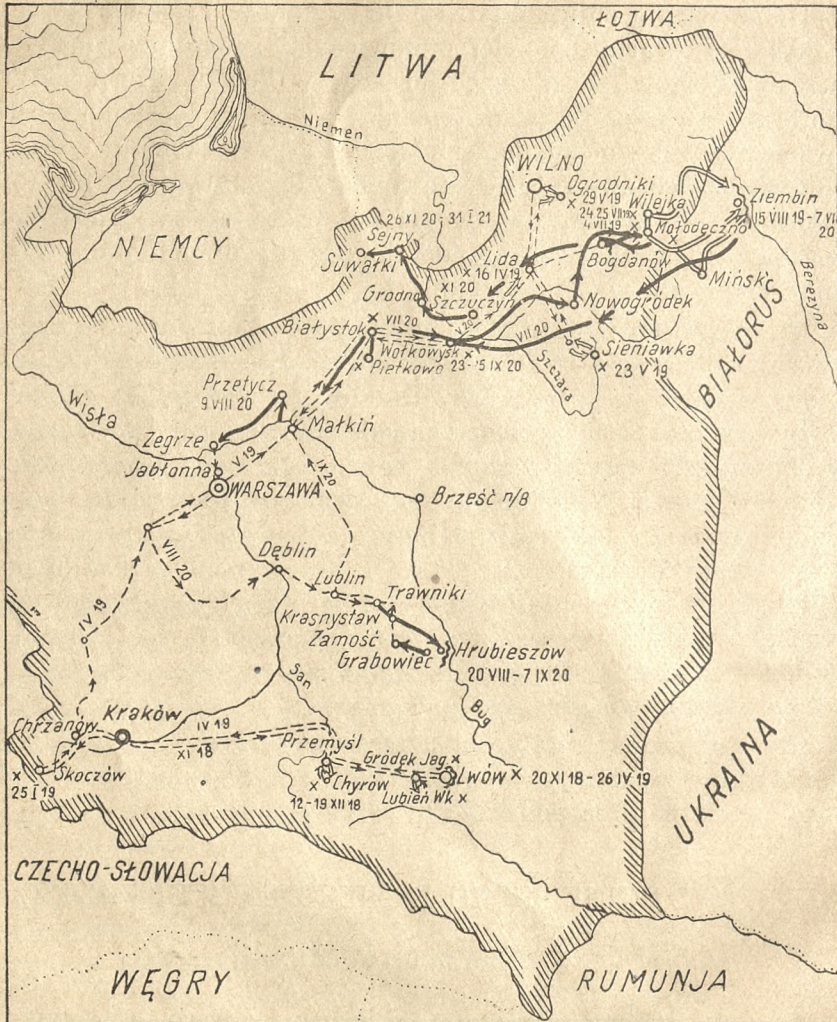 ŁOTWA
LITWA
Niemen
WILNO
Ogrodniki
× 29 V 19
24 25 VII 19 ×
4 VII 19
Wilejka
Ziembin
15 VIII 19 - 7 VII
20
Mołodeczno
26 XI 20 - 31 I 21
Sejny
NIEMCY
Suwałki
Lida
× 16 IV 19
Bogdanów
Mińsk
Berezyna
XI 20
Grodno
Szczuczyn
Nowogródek
BIAŁORUŚ
VII 20
V 20
VII 20
Białystok
Wołkowysk
Piętkowo
23-25 IX 20
Szczara
Sieniawka
× 23 V 19
Przetycz
9 VIII 20
Wisła
Małkiń
Zegrze
Jabłonna
V 19
WARSZAWA
IX 20
Brześć n/B
VIII 20
Dęblin
Lublin
Trawniki
IV 19
Krasnystaw
Zamość
Grabowiec
Hrubieszów
20 VIII - 7 IX 20
San
Bug
Chrzanów
Kraków
IV 19
XI 18
Przemyśl
Gródek Jag ×
Skoczów
25 I 19
Chyrów
12-19 XII 18
LWÓW × 20 XI 18 - 26 IV 19
Lubień Wk ×
UKRAINA
CZECHO-SŁOWACJA
WĘGRY
RUMUNJA